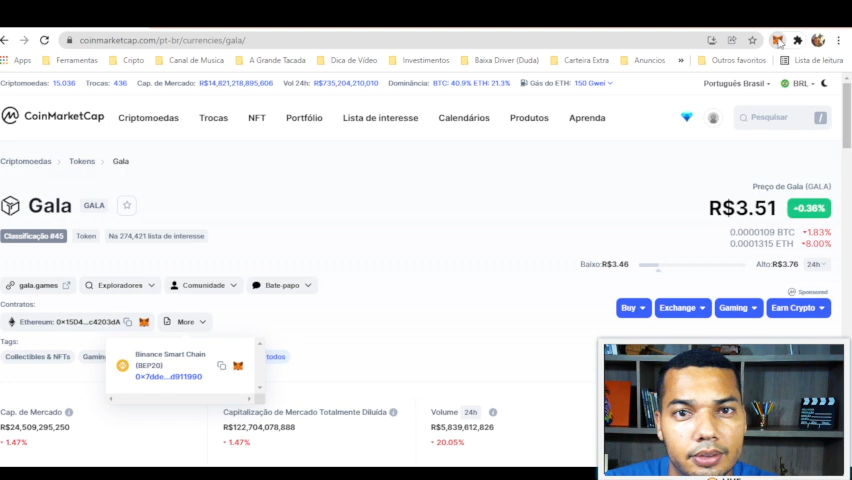 coinmarketcap.com/pt-br/currencies/gala/
Apps Ferramentas Cripto Canal de Musica A Grande Tacada Dica de Vídeo Investimentos Baixa Driver (Duda) Carteira Extra Anuncios » Outros favoritos Lista de leitura
Criptomoedas: 15.036 Trocas: 436 Cap. de Mercado: R$14,821,218,895,606 Vol 24h: R$735,204,210,010 Dominância: BTC: 40.9% ETH: 21.3% Gás do ETH: 150 Gwei Português Brasil BRL
CoinMarketCap Criptomoedas Trocas NFT Portfólio Lista de interesse Calendários Produtos Aprenda Pesquisar /
Criptomoedas > Tokens > Gala
Preço de Gala (GALA)
Gala GALA R$3.51 0.36%
Classificação #45 Token Na 274,421 lista de interesse
0.0000109 BTC 1.83%
0.0001315 ETH 8.00%
Baixo: R$3.46 Alto: R$3.76 24h
gala.games Exploradores Comunidade Bate-papo
Sponsored
Contratos:
Buy Exchange Gaming Earn Crypto
Ethereum: 0x15D4...c4203dA More
Tags:
Collectibles & NFTs Gamin todos
Binance Smart Chain
(BEP20)
0x7dde...d911990
Cap. de Mercado Capitalização de Mercado Totalmente Diluída Volume 24h
R$24,509,295,250 R$122,704,078,888 R$5,839,612,826
1.47% 1.47% 20.05%
LIVE